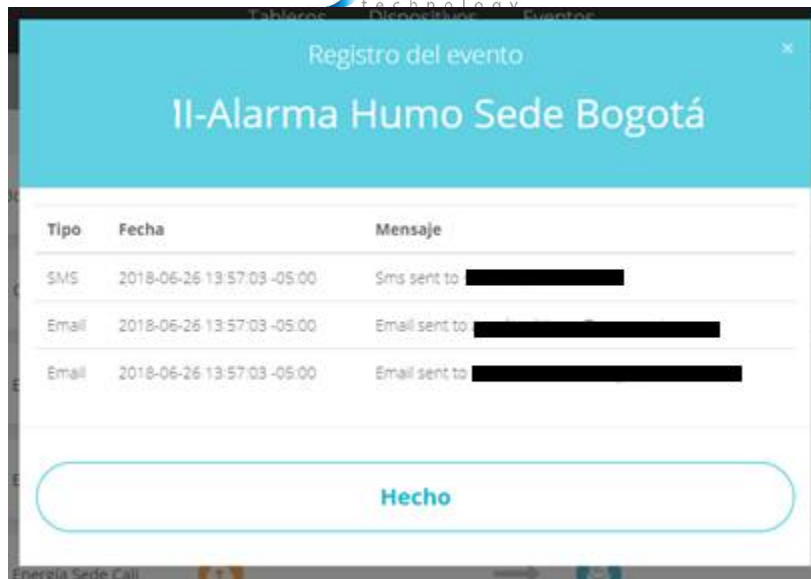 technology
Tableros Dispositivos Eventos
Registro del evento ×
II-Alarma Humo Sede Bogotá
Tipo Fecha Mensaje
SMS 2018-06-26 13:57:03 -05:00 Sms sent to
Email 2018-06-26 13:57:03 -05:00 Email sent to
Email 2018-06-26 13:57:03 -05:00 Email sent to
Hecho
Energía Sede Cali